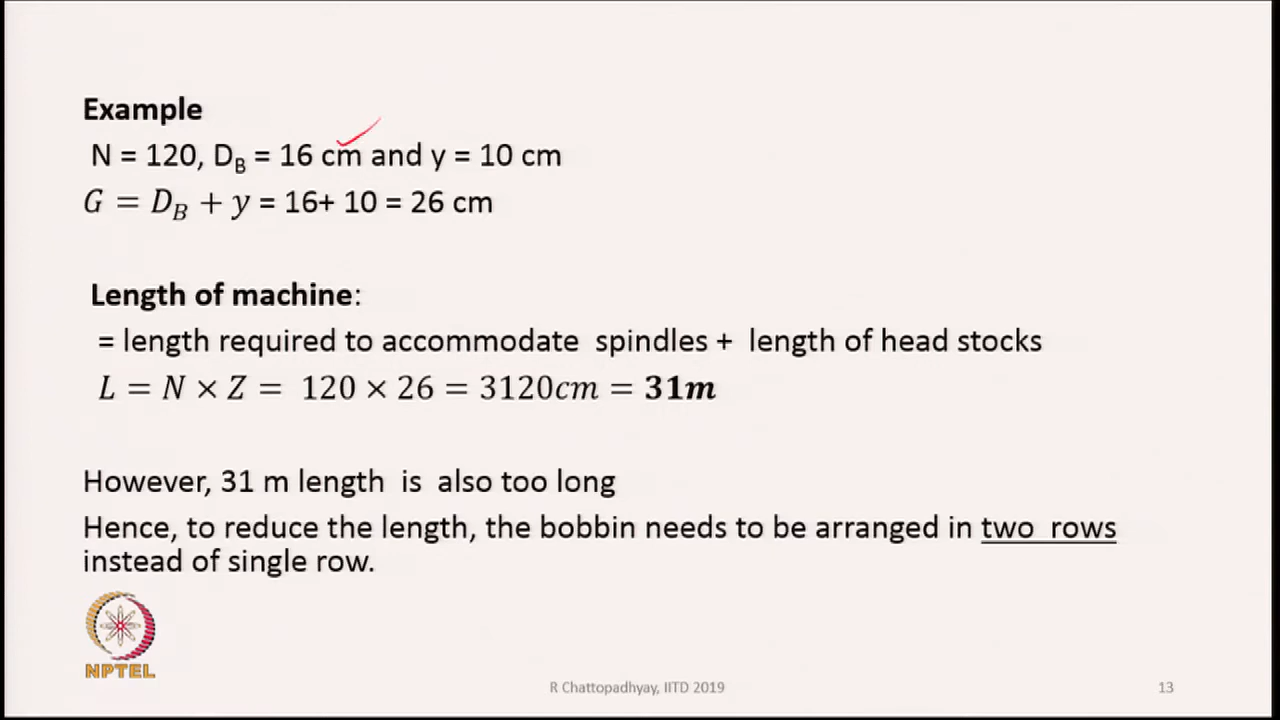 Example
N = 120, D_B = 16 cm and y = 10 cm
G = D_B + y = 16+ 10 = 26 cm
Length of machine:
= length required to accommodate spindles + length of head stocks
L = N × Z = 120 × 26 = 3120cm = 31m
However, 31 m length is also too long
Hence, to reduce the length, the bobbin needs to be arranged in two rows
instead of single row.
NPTEL
R Chattopadhyay, IITD 2019
13